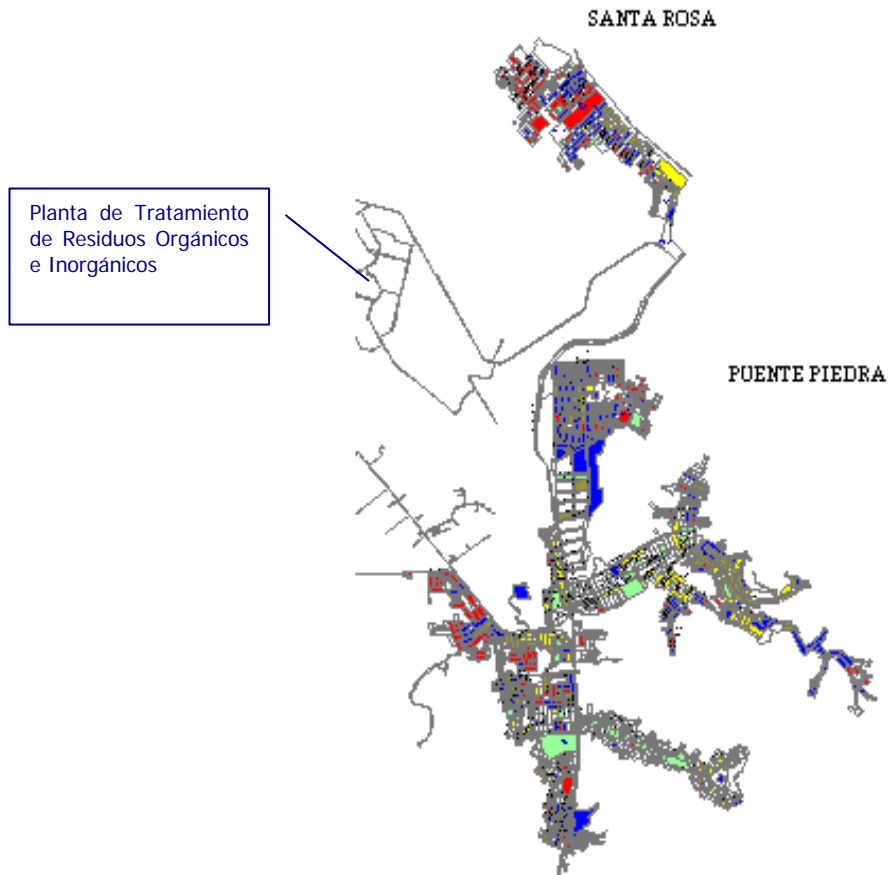 SANTA ROSA
Planta de Tratamiento
de Residuos Orgánicos
e Inorgánicos
PUENTE PIEDRA